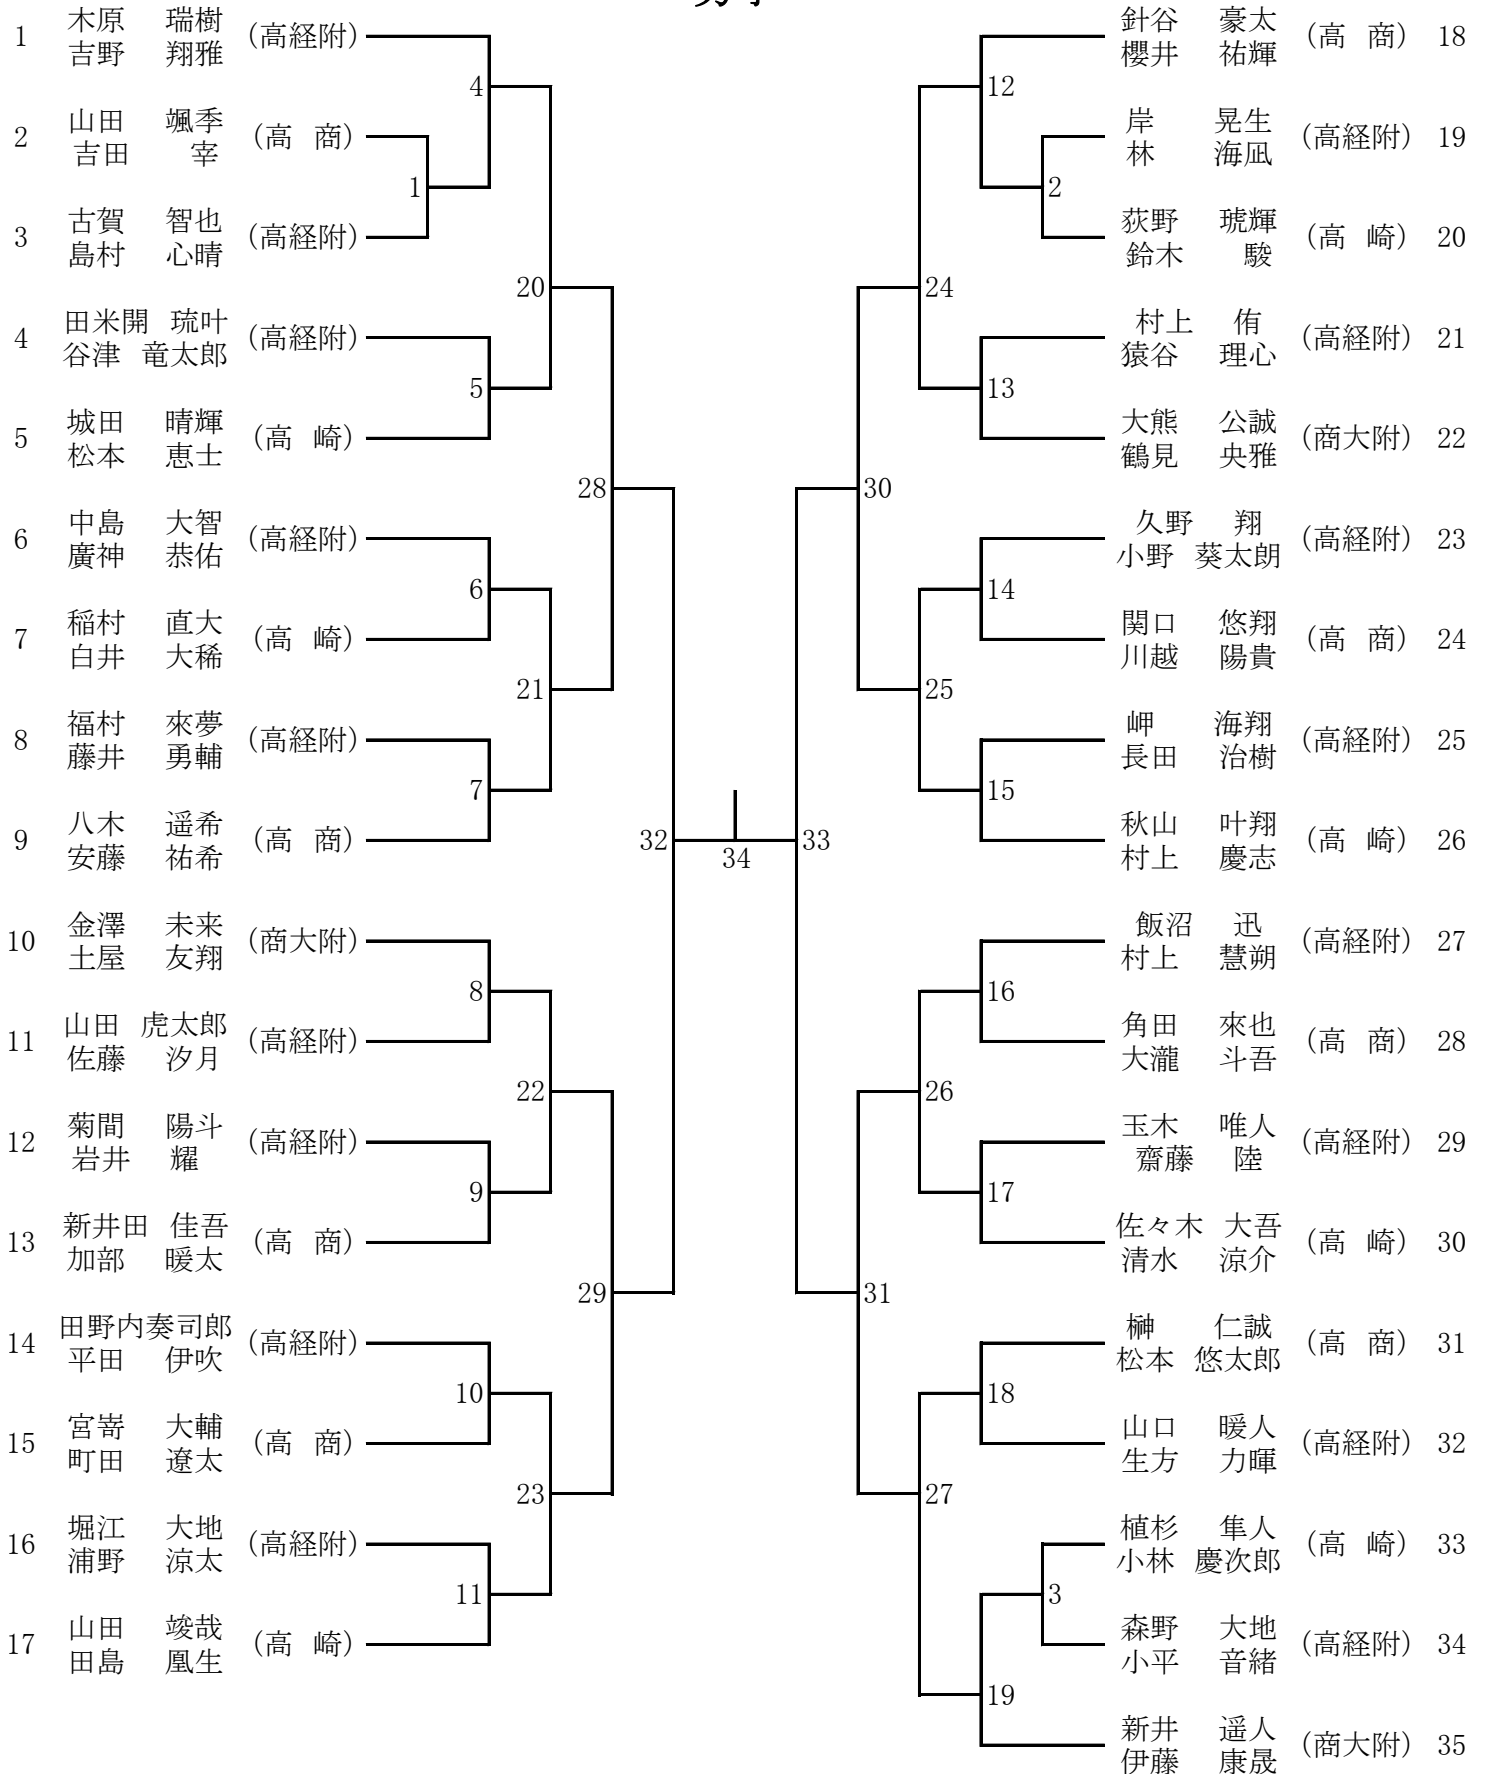 1 木原 瑞樹 (高経附)
吉野 翔雅
2 山田 颯季 (高 商)
吉田 宰
3 古賀 智也 (高経附)
島村 心晴
4 田米開 琉叶 (高経附)
谷津 竜太郎
5 城田 晴輝 (高 崎)
松本 恵士
6 中島 大智 (高経附)
廣神 恭佑
7 稲村 直大 (高 崎)
白井 大稀
8 福村 來夢 (高経附)
藤井 勇輔
9 八木 遥希 (高 商)
安藤 祐希
10 金澤 未来 (商大附)
土屋 友翔
11 山田 虎太郎 (高経附)
佐藤 汐月
12 菊間 陽斗 (高経附)
岩井 耀
13 新井田 佳吾 (高 商)
加部 暖太
14 田野内奏司郎 (高経附)
平田 伊吹
15 宮嵜 大輔 (高 商)
町田 遼太
16 堀江 大地 (高経附)
浦野 涼太
17 山田 竣哉 (高 崎)
田島 凰生
4
1
20
5
28
6
21
7
32
8
22
9
29
10
23
11
34
33
12
2
24
13
30
14
25
15
16
26
17
31
18
27
3
19
針谷 豪太 (高 商) 18
櫻井 祐輝
岸 晃生 (高経附) 19
林 海凪
荻野 琥輝 (高 崎) 20
鈴木 駿
村上 侑 (高経附) 21
猿谷 理心
大熊 公誠 (商大附) 22
鶴見 央雅
久野 翔 (高経附) 23
小野 葵太朗
関口 悠翔 (高 商) 24
川越 陽貴
岬 海翔 (高経附) 25
長田 治樹
秋山 叶翔 (高 崎) 26
村上 慶志
飯沼 迅 (高経附) 27
村上 慧朔
角田 來也 (高 商) 28
大瀧 斗吾
玉木 唯人 (高経附) 29
齋藤 陸
佐々木 大吾 (高 崎) 30
清水 涼介
榊 仁誠 (高 商) 31
松本 悠太郎
山口 暖人 (高経附) 32
生方 力暉
植杉 隼人 (高 崎) 33
小林 慶次郎
森野 大地 (高経附) 34
小平 音緒
新井 遥人 (商大附) 35
伊藤 康晟